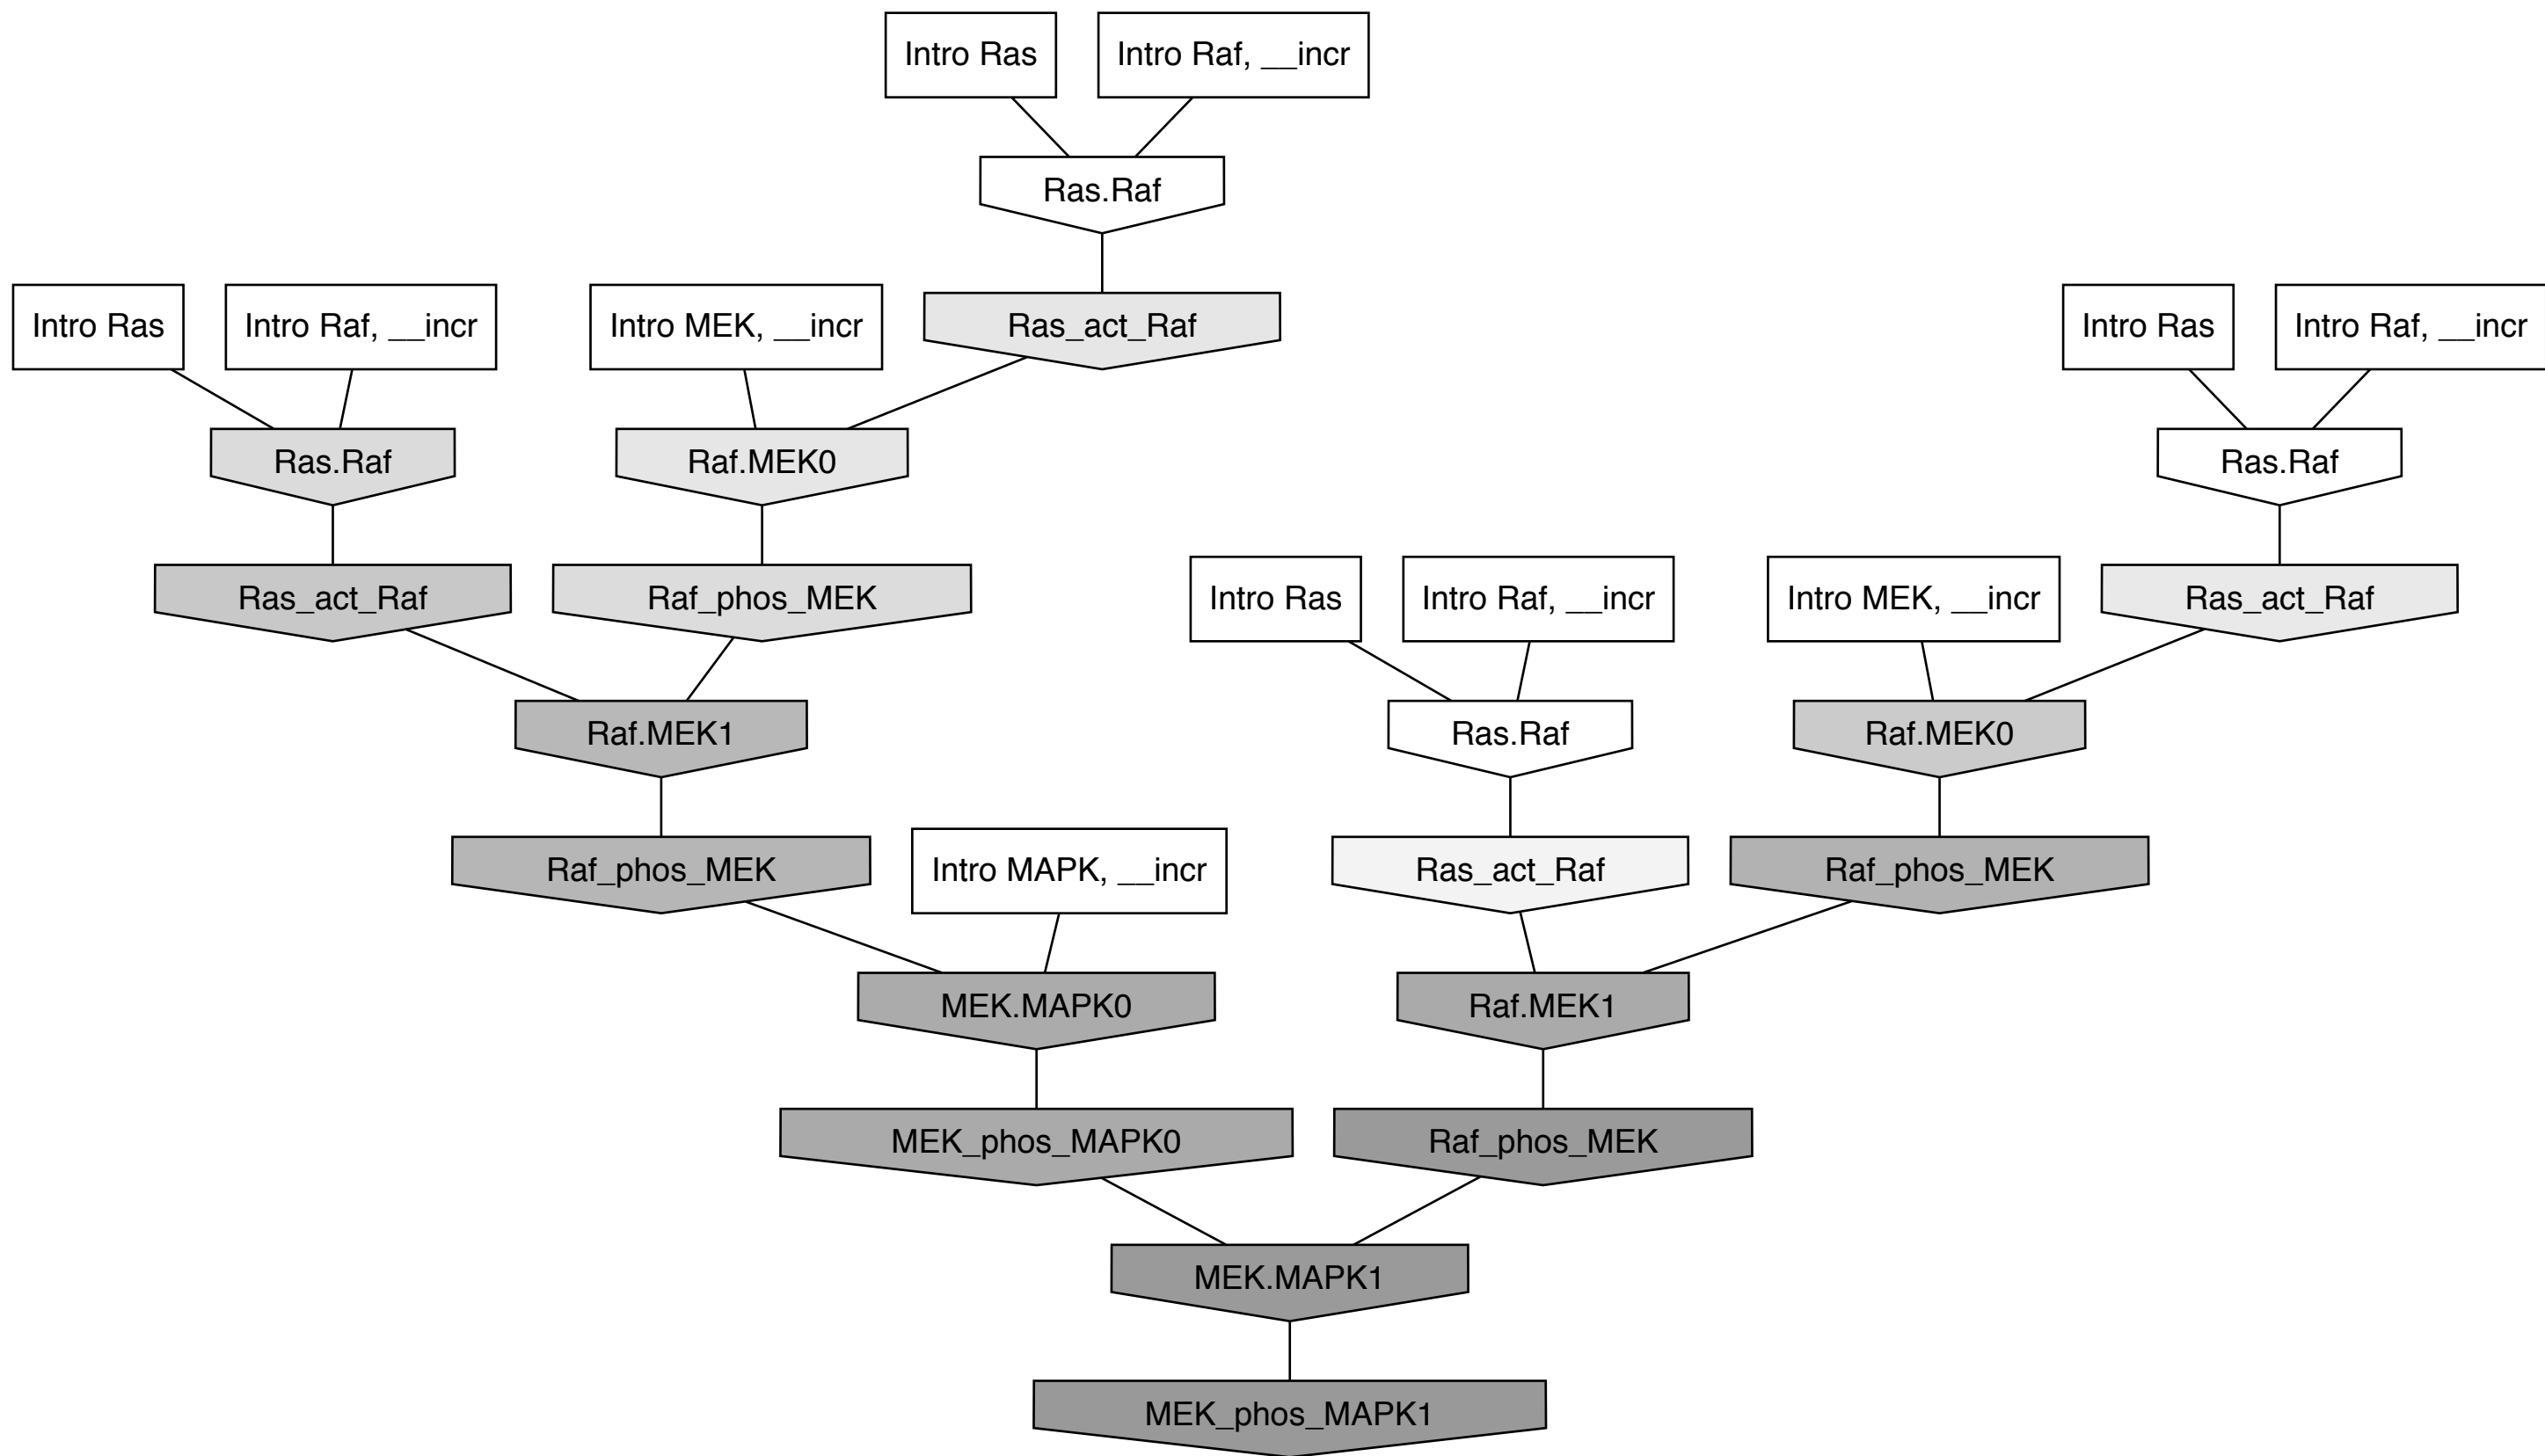 Intro Ras
Intro Raf, __incr
Ras.Raf
Intro Ras
Intro Raf, __incr
Intro MEK, __incr
Ras_act_Raf
Intro Ras
Intro Raf, __incr
Ras.Raf
Raf.MEK0
Ras.Raf
Ras_act_Raf
Raf_phos_MEK
Intro Ras
Intro Raf, __incr
Intro MEK, __incr
Ras_act_Raf
Raf.MEK1
Ras.Raf
Raf.MEK0
Raf_phos_MEK
Intro MAPK, __incr
Ras_act_Raf
Raf_phos_MEK
MEK.MAPK0
Raf.MEK1
MEK_phos_MAPK0
Raf_phos_MEK
MEK.MAPK1
MEK_phos_MAPK1